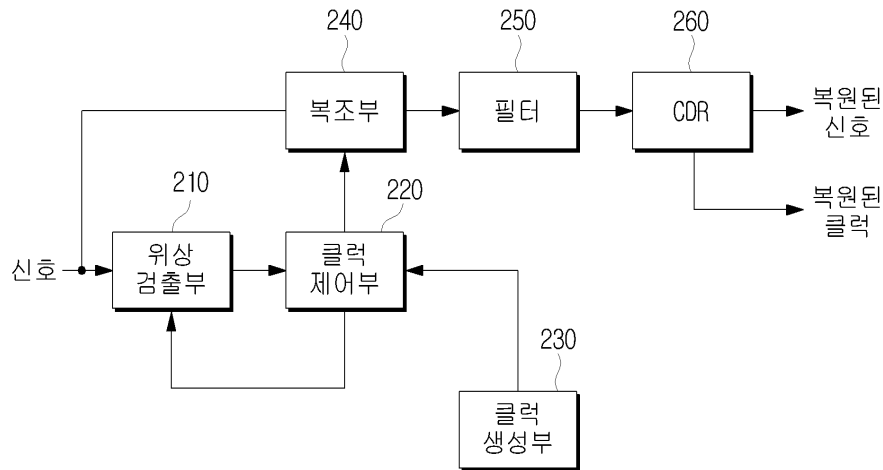 240
250
260
복조부
필터
CDR
복원된
신호
210
220
복원된
클럭
신호
위상
검출부
클럭
제어부
230
클럭
생성부